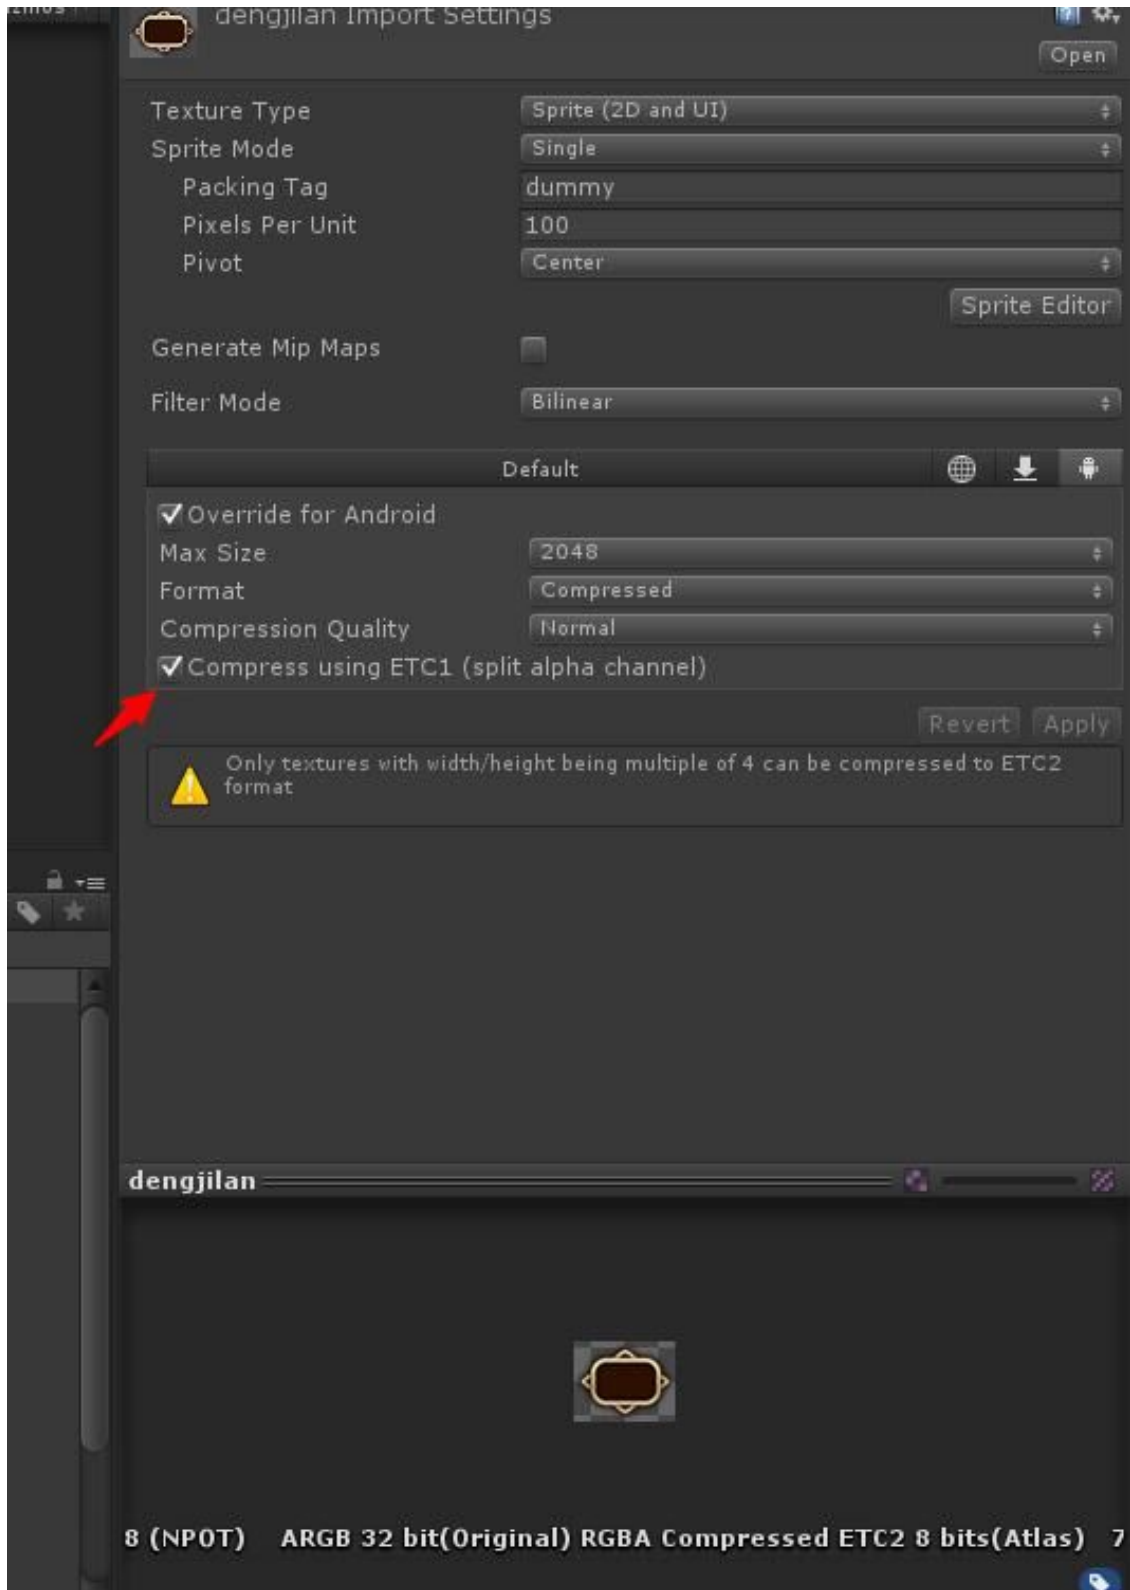 dengjilan Import Settings
Open
Texture Type Sprite (2D and UI)
Sprite Mode Single
Packing Tag dummy
Pixels Per Unit 100
Pivot Center
Sprite Editor
Generate Mip Maps
Filter Mode Bilinear
Default
Override for Android
Max Size 2048
Format Compressed
Compression Quality Normal
Compress using ETC1 (split alpha channel)
Revert Apply
Only textures with width/height being multiple of 4 can be compressed to ETC2
format
dengjilan
8 (NPOT) ARGB 32 bit(Original) RGBA Compressed ETC2 8 bits(Atlas) 7